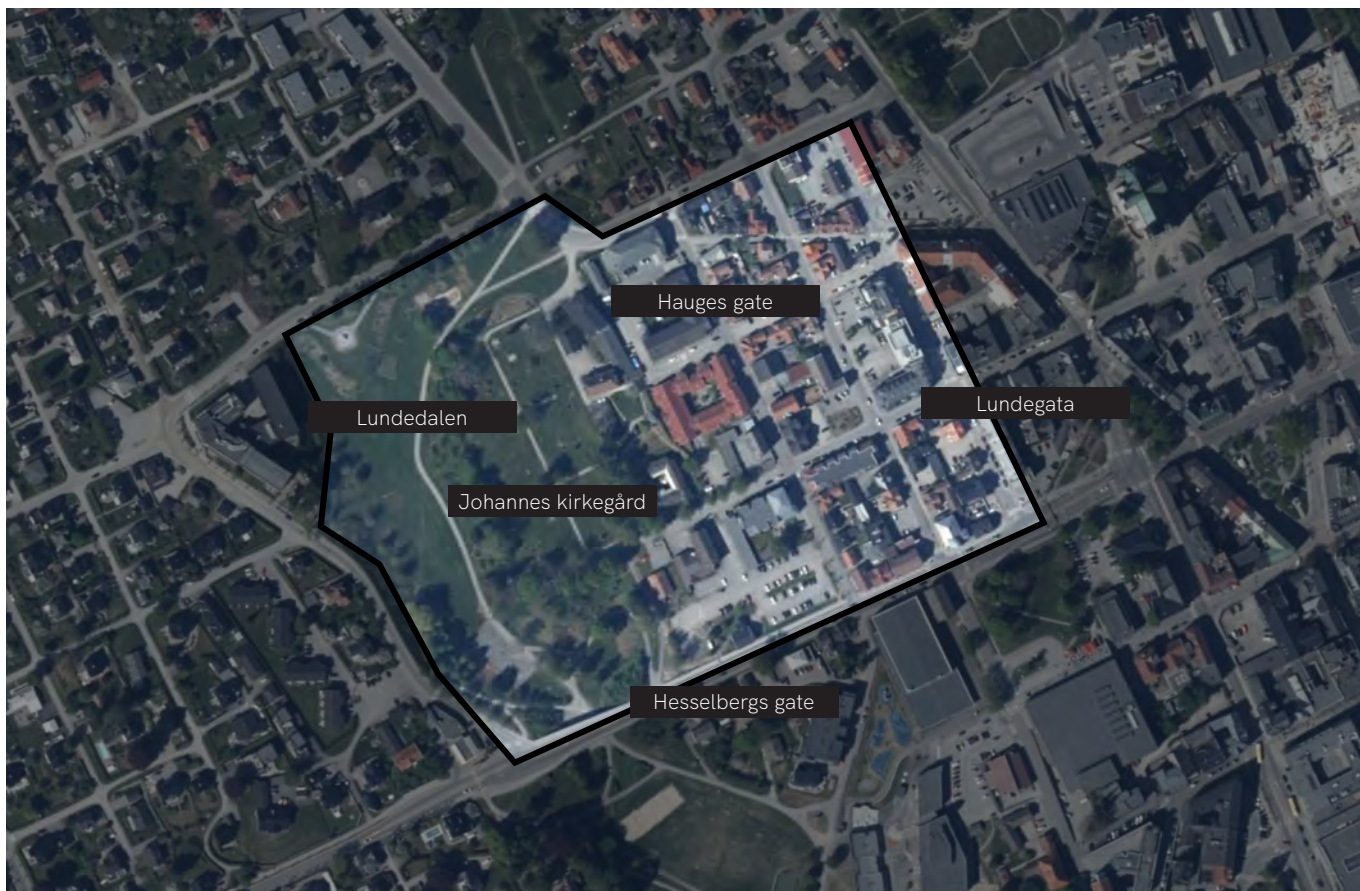 Hauges gate
Lundedalen
Lundegata
Johannes kirkegård
Hesselbergs gate